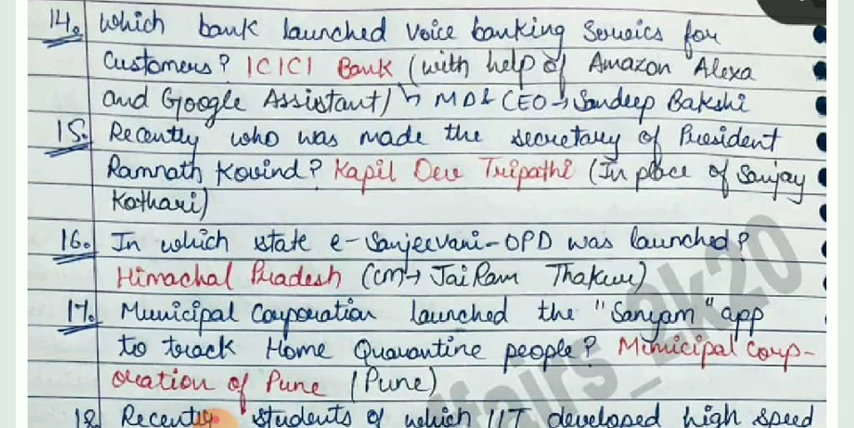 14. Which bank launched voice banking Serveics for
Customers? ICICI Bank (with help of Amazon Alexa
and Google Assistant) ↳ MD & CEO → Sandeep Bakshi
15. Recently who was made the secretary of President
Ramnath Kovind? Kapil Dev Tripathi (In place of Sanjay
Kothari)
16. In which state e-Sanjeevani-OPD was launched?
Himachal Pradesh (CM → Jai Ram Thakur)
17. Municipal Corporation launched the "Sanyam" app
to track Home Quarantine people? Municipal Corp-
oration of Pune (Pune)
18 Recently students of which IIT developed high speed
ffairs_2k20